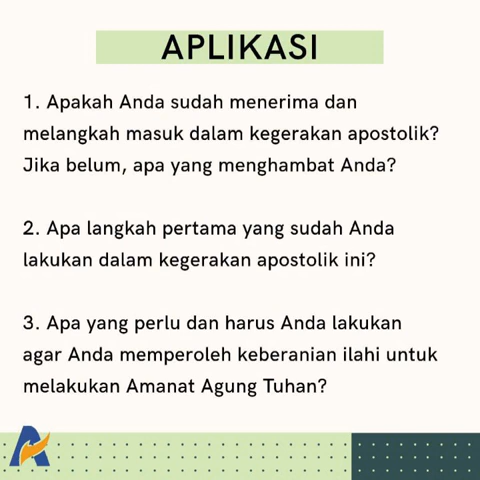 APLIKASI
1. Apakah Anda sudah menerima dan
melangkah masuk dalam kegerakan apostolik?
Jika belum, apa yang menghambat Anda?
2. Apa langkah pertama yang sudah Anda
lakukan dalam kegerakan apostolik ini?
3. Apa yang perlu dan harus Anda lakukan
agar Anda memperoleh keberanian ilahi untuk
melakukan Amanat Agung Tuhan?